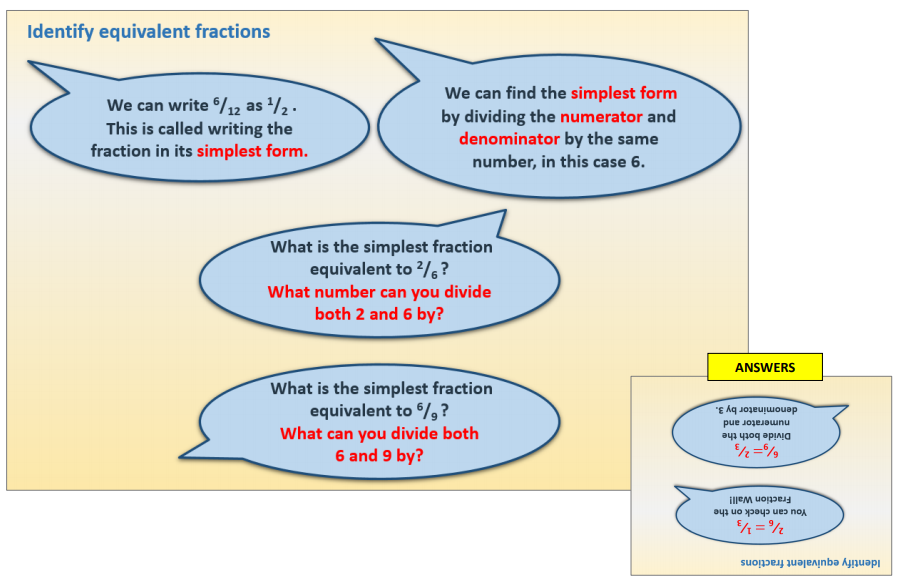 Identify equivalent fractions
We can write 6/12 as 1/2 .
This is called writing the
fraction in its simplest form.
We can find the simplest form
by dividing the numerator and
denominator by the same
number, in this case 6.
What is the simplest fraction
equivalent to 2/6 ?
What number can you divide
both 2 and 6 by?
What is the simplest fraction
equivalent to 6/9 ?
What can you divide both
6 and 9 by?
ANSWERS
Identify equivalent fractions
2/6 = 1/3
You can check on the
Fraction Wall!!
6/9= 2/3
Divide both the
numerator and
denominator by 3.